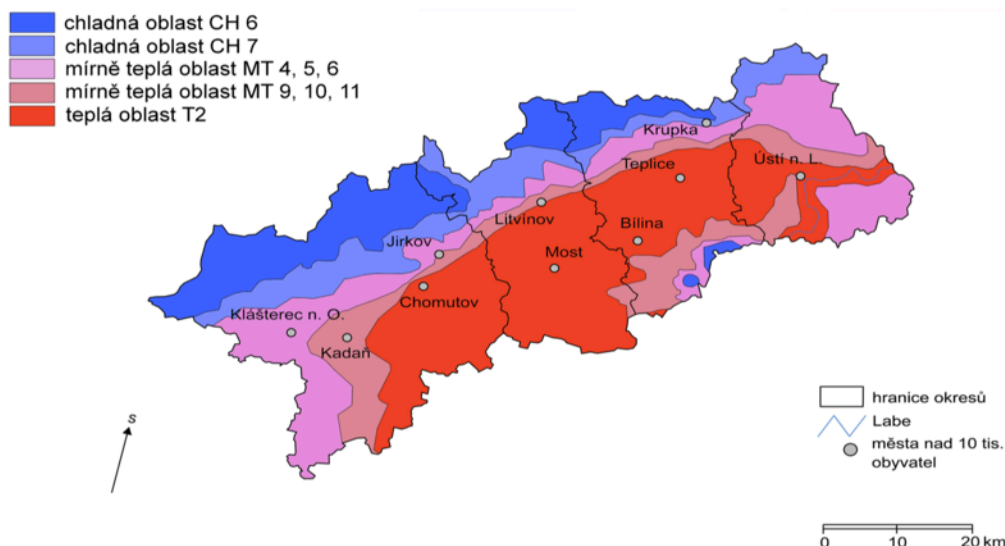 chladná oblast CH 6
chladná oblast CH 7
mírně teplá oblast MT 4, 5, 6
mírně teplá oblast MT 9, 10, 11
teplá oblast T2
Krupka
Teplice
Ústí n. L.
Litvínov
Bílina
Jirkov
Most
Chomutov
Klášterec n. O.
Kadaň
s
hranice okresů
Labe
města nad 10 tis.
obyvatel
0 10 20 km